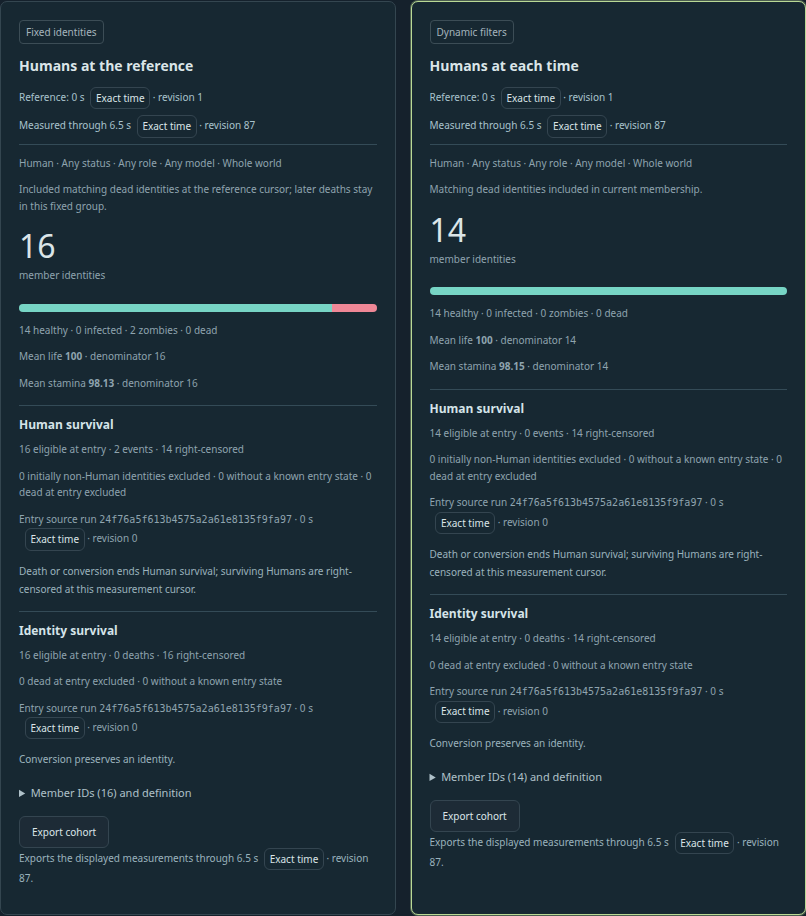 Fixed identities
Humans at the reference
Reference: 0 s Exact time · revision 1
Measured through 6.5 s Exact time · revision 87
Human · Any status · Any role · Any model · Whole world
Included matching dead identities at the reference cursor; later deaths stay
in this fixed group.
16
member identities
14 healthy · 0 infected · 2 zombies · 0 dead
Mean life 100 · denominator 16
Mean stamina 98.13 · denominator 16
Human survival
16 eligible at entry · 2 events · 14 right-censored
0 initially non-Human identities excluded · 0 without a known entry state · 0
dead at entry excluded
Entry source run 24f76a5f613b4575a2a61e8135f9fa97 · 0 s
Exact time · revision 0
Death or conversion ends Human survival; surviving Humans are right-
censored at this measurement cursor.
Identity survival
16 eligible at entry · 0 deaths · 16 right-censored
0 dead at entry excluded · 0 without a known entry state
Entry source run 24f76a5f613b4575a2a61e8135f9fa97 · 0 s
Exact time · revision 0
Conversion preserves an identity.
▶ Member IDs (16) and definition
Export cohort
Exports the displayed measurements through 6.5 s Exact time · revision
87.
Dynamic filters
Humans at each time
Reference: 0 s Exact time · revision 1
Measured through 6.5 s Exact time · revision 87
Human · Any status · Any role · Any model · Whole world
Matching dead identities included in current membership.
14
member identities
14 healthy · 0 infected · 0 zombies · 0 dead
Mean life 100 · denominator 14
Mean stamina 98.15 · denominator 14
Human survival
14 eligible at entry · 0 events · 14 right-censored
0 initially non-Human identities excluded · 0 without a known entry state · 0
dead at entry excluded
Entry source run 24f76a5f613b4575a2a61e8135f9fa97 · 0 s
Exact time · revision 0
Death or conversion ends Human survival; surviving Humans are right-
censored at this measurement cursor.
Identity survival
14 eligible at entry · 0 deaths · 14 right-censored
0 dead at entry excluded · 0 without a known entry state
Entry source run 24f76a5f613b4575a2a61e8135f9fa97 · 0 s
Exact time · revision 0
Conversion preserves an identity.
▶ Member IDs (14) and definition
Export cohort
Exports the displayed measurements through 6.5 s Exact time · revision
87.